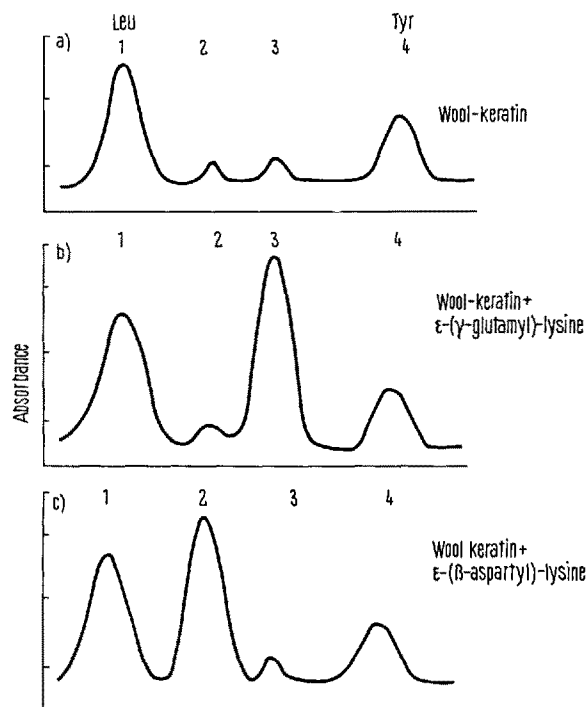 Leu Tyr
a) 1 2 3 4
Wool-keratin
b) 1 2 3 4
Wool-keratin+
ε-(γ-glutamyl)-lysine
Absorbance
c) 1 2 3 4
Wool keratin+
ε-(ß-aspartyl)-lysine